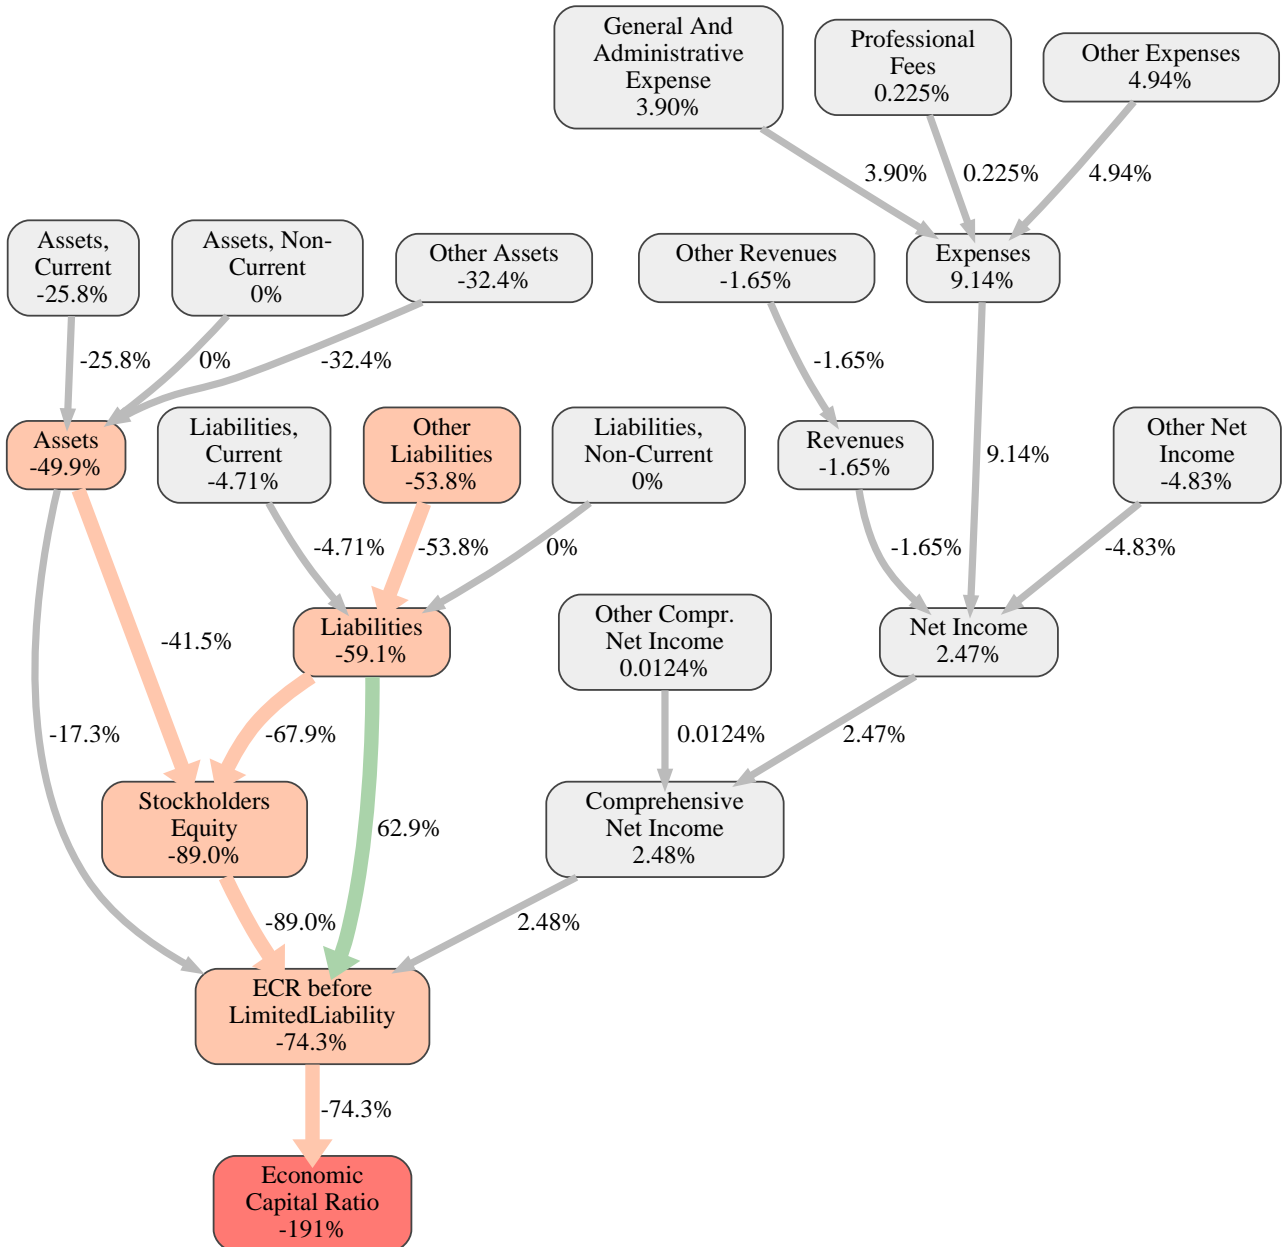 General And
Administrative
Expense
3.90%
Professional
Fees
0.225%
Other Expenses
4.94%
3.90%
0.225%
4.94%
Assets,
Current
-25.8%
Assets, Non-
Current
0%
Other Assets
-32.4%
Other Revenues
-1.65%
Expenses
9.14%
-25.8%
0%
-32.4%
-1.65%
Assets
-49.9%
Liabilities,
Current
-4.71%
Other
Liabilities
-53.8%
Liabilities,
Non-Current
0%
Revenues
-1.65%
9.14%
Other Net
Income
-4.83%
-4.71%
-53.8%
0%
-1.65%
-4.83%
Liabilities
-59.1%
Other Compr.
Net Income
0.0124%
Net Income
2.47%
-41.5%
-17.3%
-67.9%
0.0124%
2.47%
Stockholders
Equity
-89.0%
62.9%
Comprehensive
Net Income
2.48%
-89.0%
2.48%
ECR before
LimitedLiability
-74.3%
-74.3%
Economic
Capital Ratio
-191%